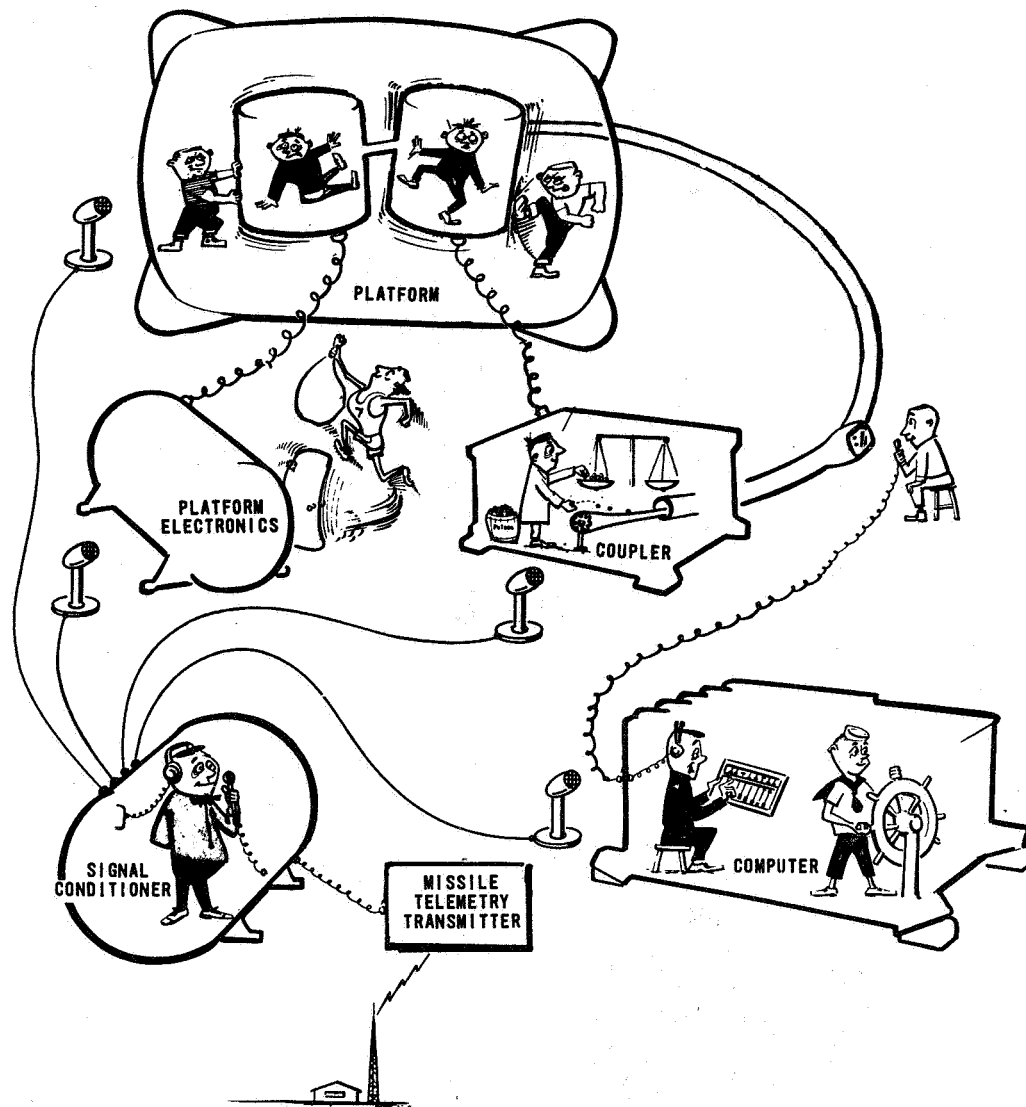 PLATFORM
PLATFORM
ELECTRONICS
COUPLER
SIGNAL
CONDITIONER
MISSILE
TELEMETRY
TRANSMITTER
COMPUTER